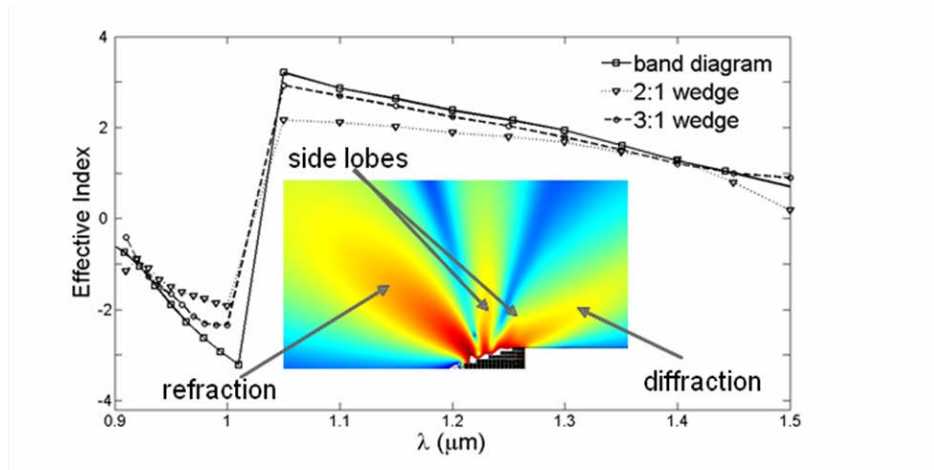 4
2
0
-2
-4
Effective Index
band diagram
2:1 wedge
3:1 wedge
side lobes
refraction
diffraction
0.9 1 1.1 1.2 1.3 1.4 1.5
λ (μm)